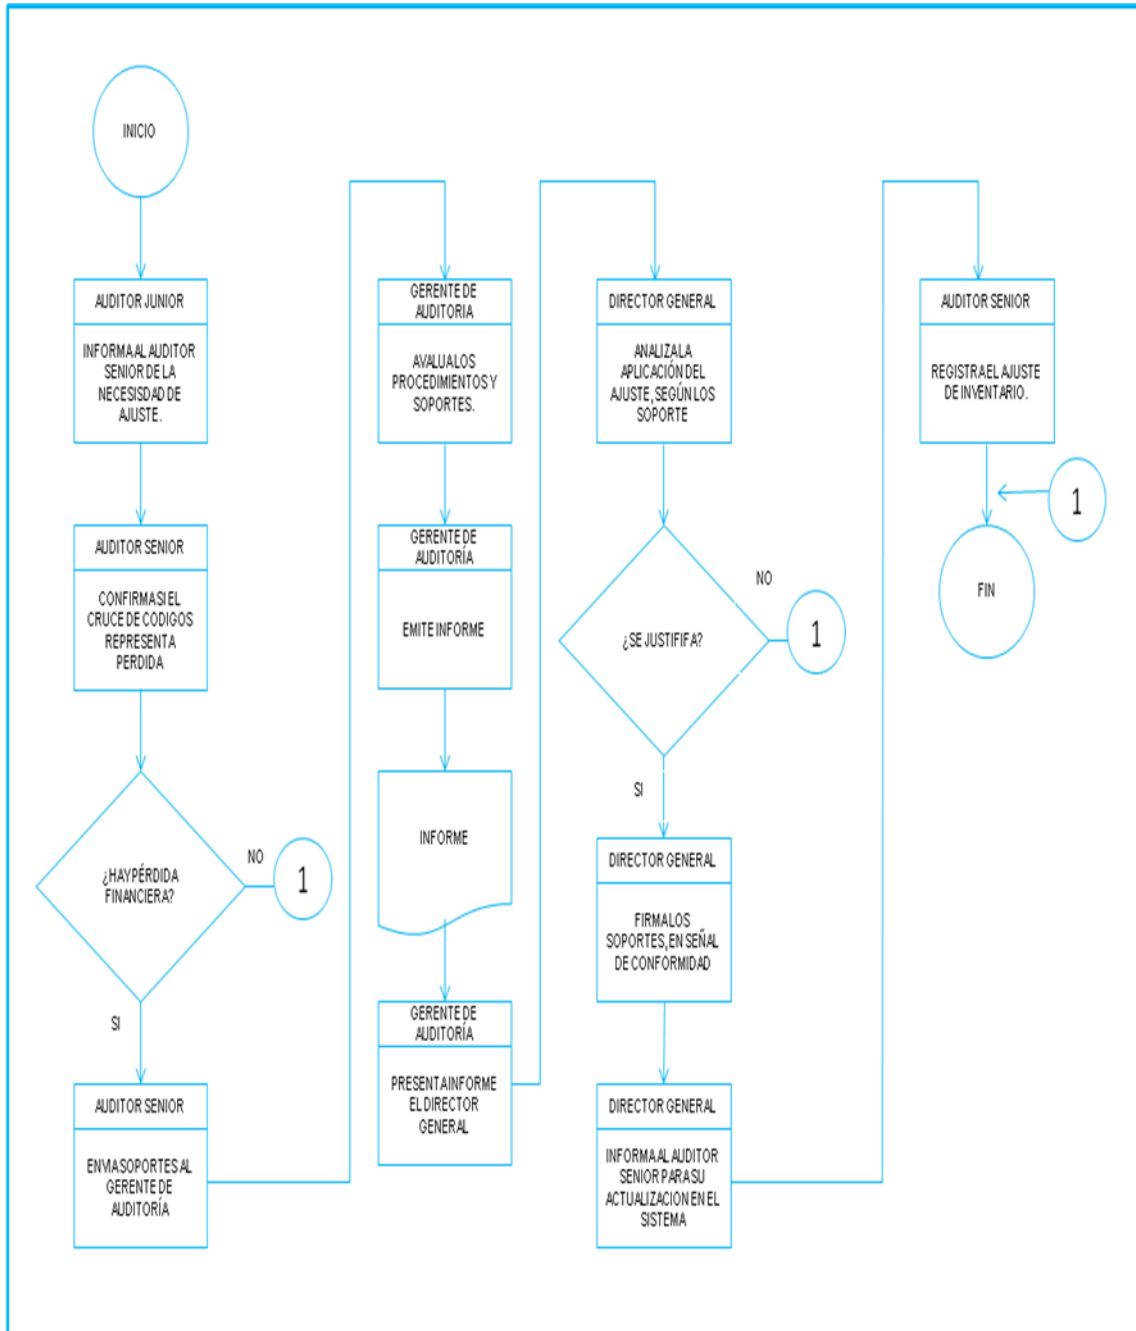 INICIO
AUDITOR JUNIOR
INFORMA AL AUDITOR
SENIOR DE LA
NECESISDAD DE
AJUSTE.
AUDITOR SENIOR
CONFIRMA SI EL
CRUCE DE CODIGOS
REPRESENTA
PERDIDA
¿HAY PÉRDIDA
FINANCIERA?
NO
1
SI
AUDITOR SENIOR
ENVIA SOPORTES AL
GERENTE DE
AUDITORÍA
GERENTE DE
AUDITORIA
AVALUA LOS
PROCEDIMIENTOS Y
SOPORTES.
GERENTE DE
AUDITORÍA
EMITE INFORME
INFORME
GERENTE DE
AUDITORÍA
PRESENTA INFORME
EL DIRECTOR
GENERAL
DIRECTOR GENERAL
ANALIZA LA
APLICACIÓN DEL
AJUSTE, SEGÚN LOS
SOPORTE
¿SE JUSTIFIFA?
NO
1
SI
DIRECTOR GENERAL
FIRMA LOS
SOPORTES, EN SEÑAL
DE CONFORMIDAD
DIRECTOR GENERAL
INFORMA AL AUDITOR
SENIOR PARA SU
ACTUALIZACION EN EL
SISTEMA
AUDITOR SENIOR
REGISTRA EL AJUSTE
DE INVENTARIO.
1
FIN